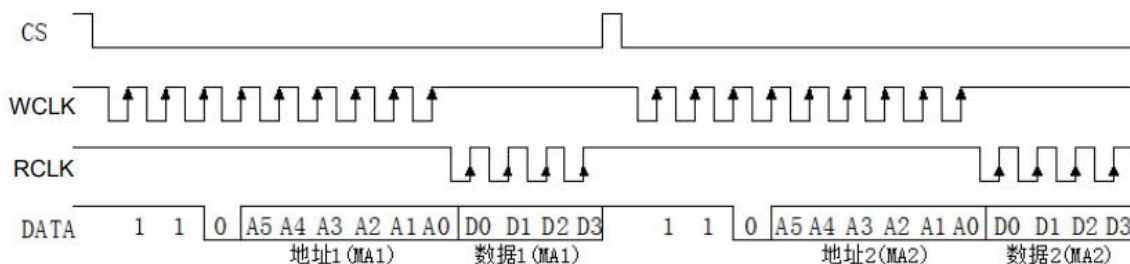 CS
WCLK
RCLK
DATA 1 1 0 A5 A4 A3 A2 A1 A0 D0 D1 D2 D3 1 1 0 A5 A4 A3 A2 A1 A0 D0 D1 D2 D3
地址1(MA1) 数据1(MA1) 地址2(MA2) 数据2(MA2)